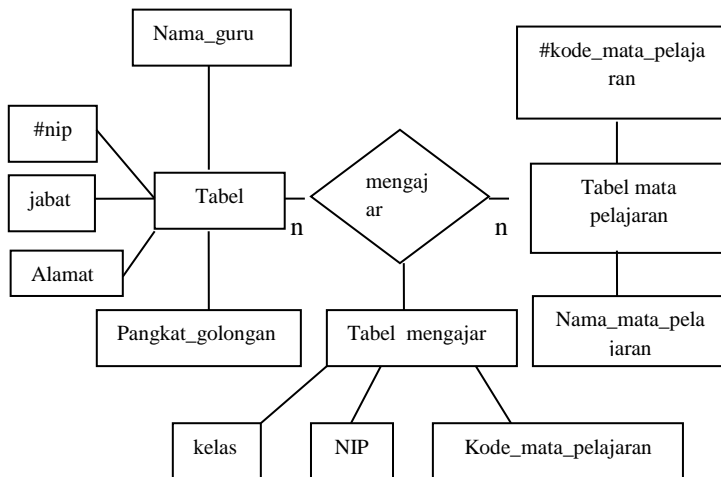 Nama_guru
#kode_mata_pelaja
ran
#nip
jabat
Tabel
n
mengaj
ar
n
Tabel mata
pelajaran
Alamat
Pangkat_golongan
Tabel mengajar
Nama_mata_pela
jaran
kelas
NIP
Kode_mata_pelajaran